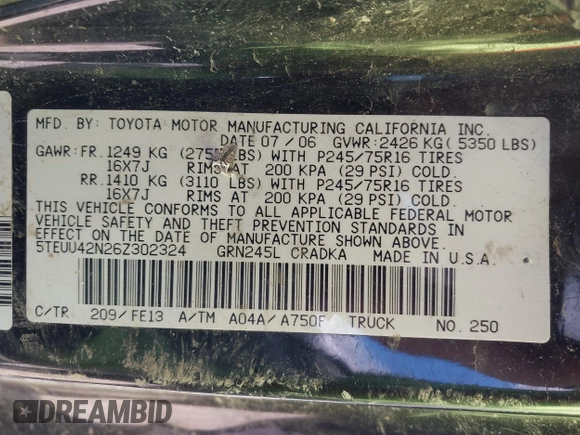 MFD. BY: TOYOTA MOTOR MANUFACTURING CALIFORNIA INC.
DATE 07 / 06 GVWR: 2426 KG ( 5350 LBS)
GAWR: FR. 1249 KG LBS) WITH P245/75R16 TIRES
16X7J RIMS AT 200 KPA (29 PSI) COLD.
RR. 1410 KG (3110 LBS) WITH P245/75R16 TIRES
16X7J RIMS AT 200 KPA (29 PSI) COLD.
THIS VEHICLE CONFORMS TO ALL APPLICABLE FEDERAL MOTOR
VEHICLE SAFETY AND THEFT PREVENTION STANDARDS IN
EFFECT ON THE DATE OF MANUFACTURE SHOWN ABOVE.
5TEUU42N26Z302324 GRN245L CRADKA MADE IN U.S.A.
C/TR 209/ FE13 A/TM A04A/ A750F TRUCK NO. 250
DREAMBID